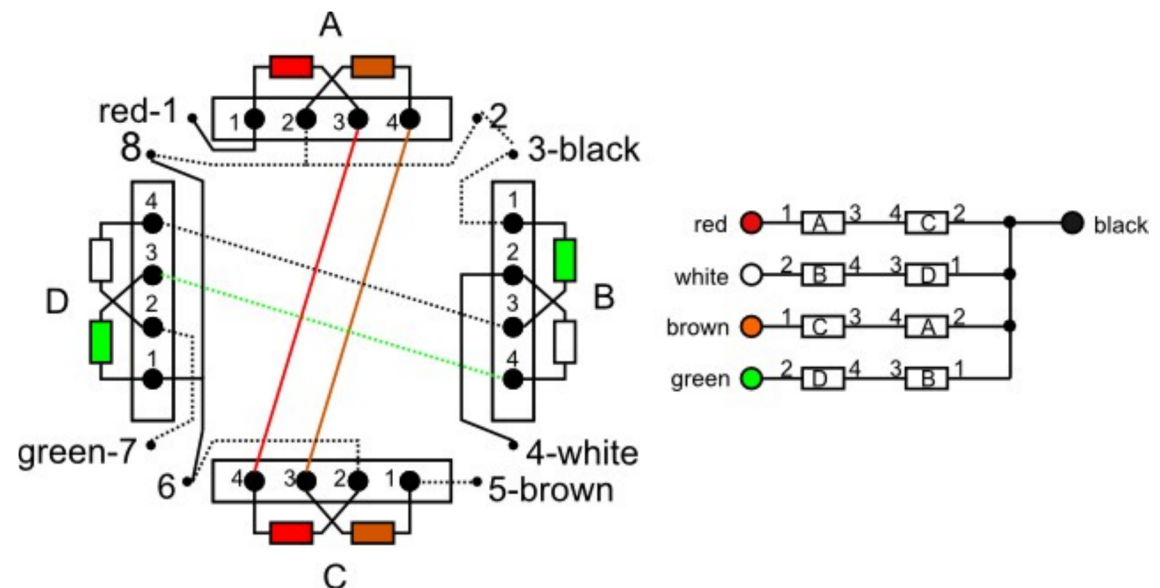 A
red-1
1 2 3 4
2
8
3-black
4
3
2
1
D
1
2
3
4
B
green-7
4-white
6
4 3 2 1
5-brown
C
red 1 A 3 4 C 2 black
white 2 B 4 3 D 1
brown 1 C 3 4 A 2
green 2 D 4 3 B 1